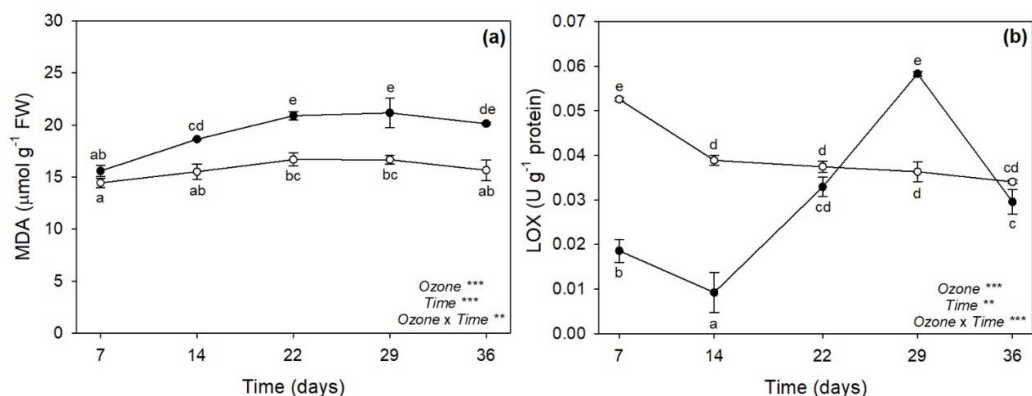 (a)
MDA (µmol g⁻¹ FW)
30
25
20
15
10
5
0
ab
cd
e
e
de
a
ab
bc
bc
ab
Ozone ***
Time ***
Ozone x Time **
7 14 22 29 36
Time (days)
(b)
LOX (U g⁻¹ protein)
0.07
0.06
0.05
0.04
0.03
0.02
0.01
0.00
e
d
d
e
cd
b
a
cd
d
c
Ozone ***
Time **
Ozone x Time ***
7 14 22 29 36
Time (days)